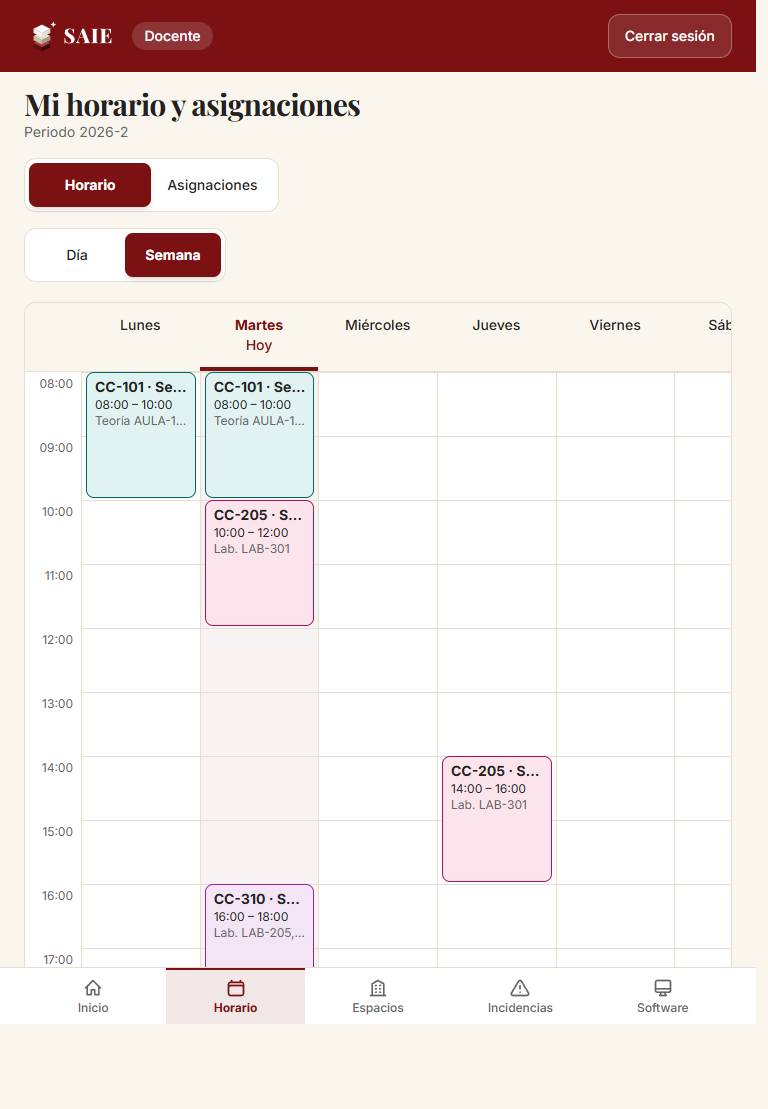 SAIE
Docente
Cerrar sesión
Mi horario y asignaciones
Periodo 2026-2
Horario
Asignaciones
Día
Semana
Lunes
Martes
Hoy
Miércoles
Jueves
Viernes
Sáb
08:00
CC-101 · Se...
08:00 – 10:00
Teoría AULA-1...
CC-101 · Se...
08:00 – 10:00
Teoría AULA-1...
09:00
10:00
CC-205 · S...
10:00 – 12:00
Lab. LAB-301
11:00
12:00
13:00
14:00
CC-205 · S...
14:00 – 16:00
Lab. LAB-301
15:00
16:00
CC-310 · S...
16:00 – 18:00
Lab. LAB-205,...
17:00
Inicio
Horario
Espacios
Incidencias
Software